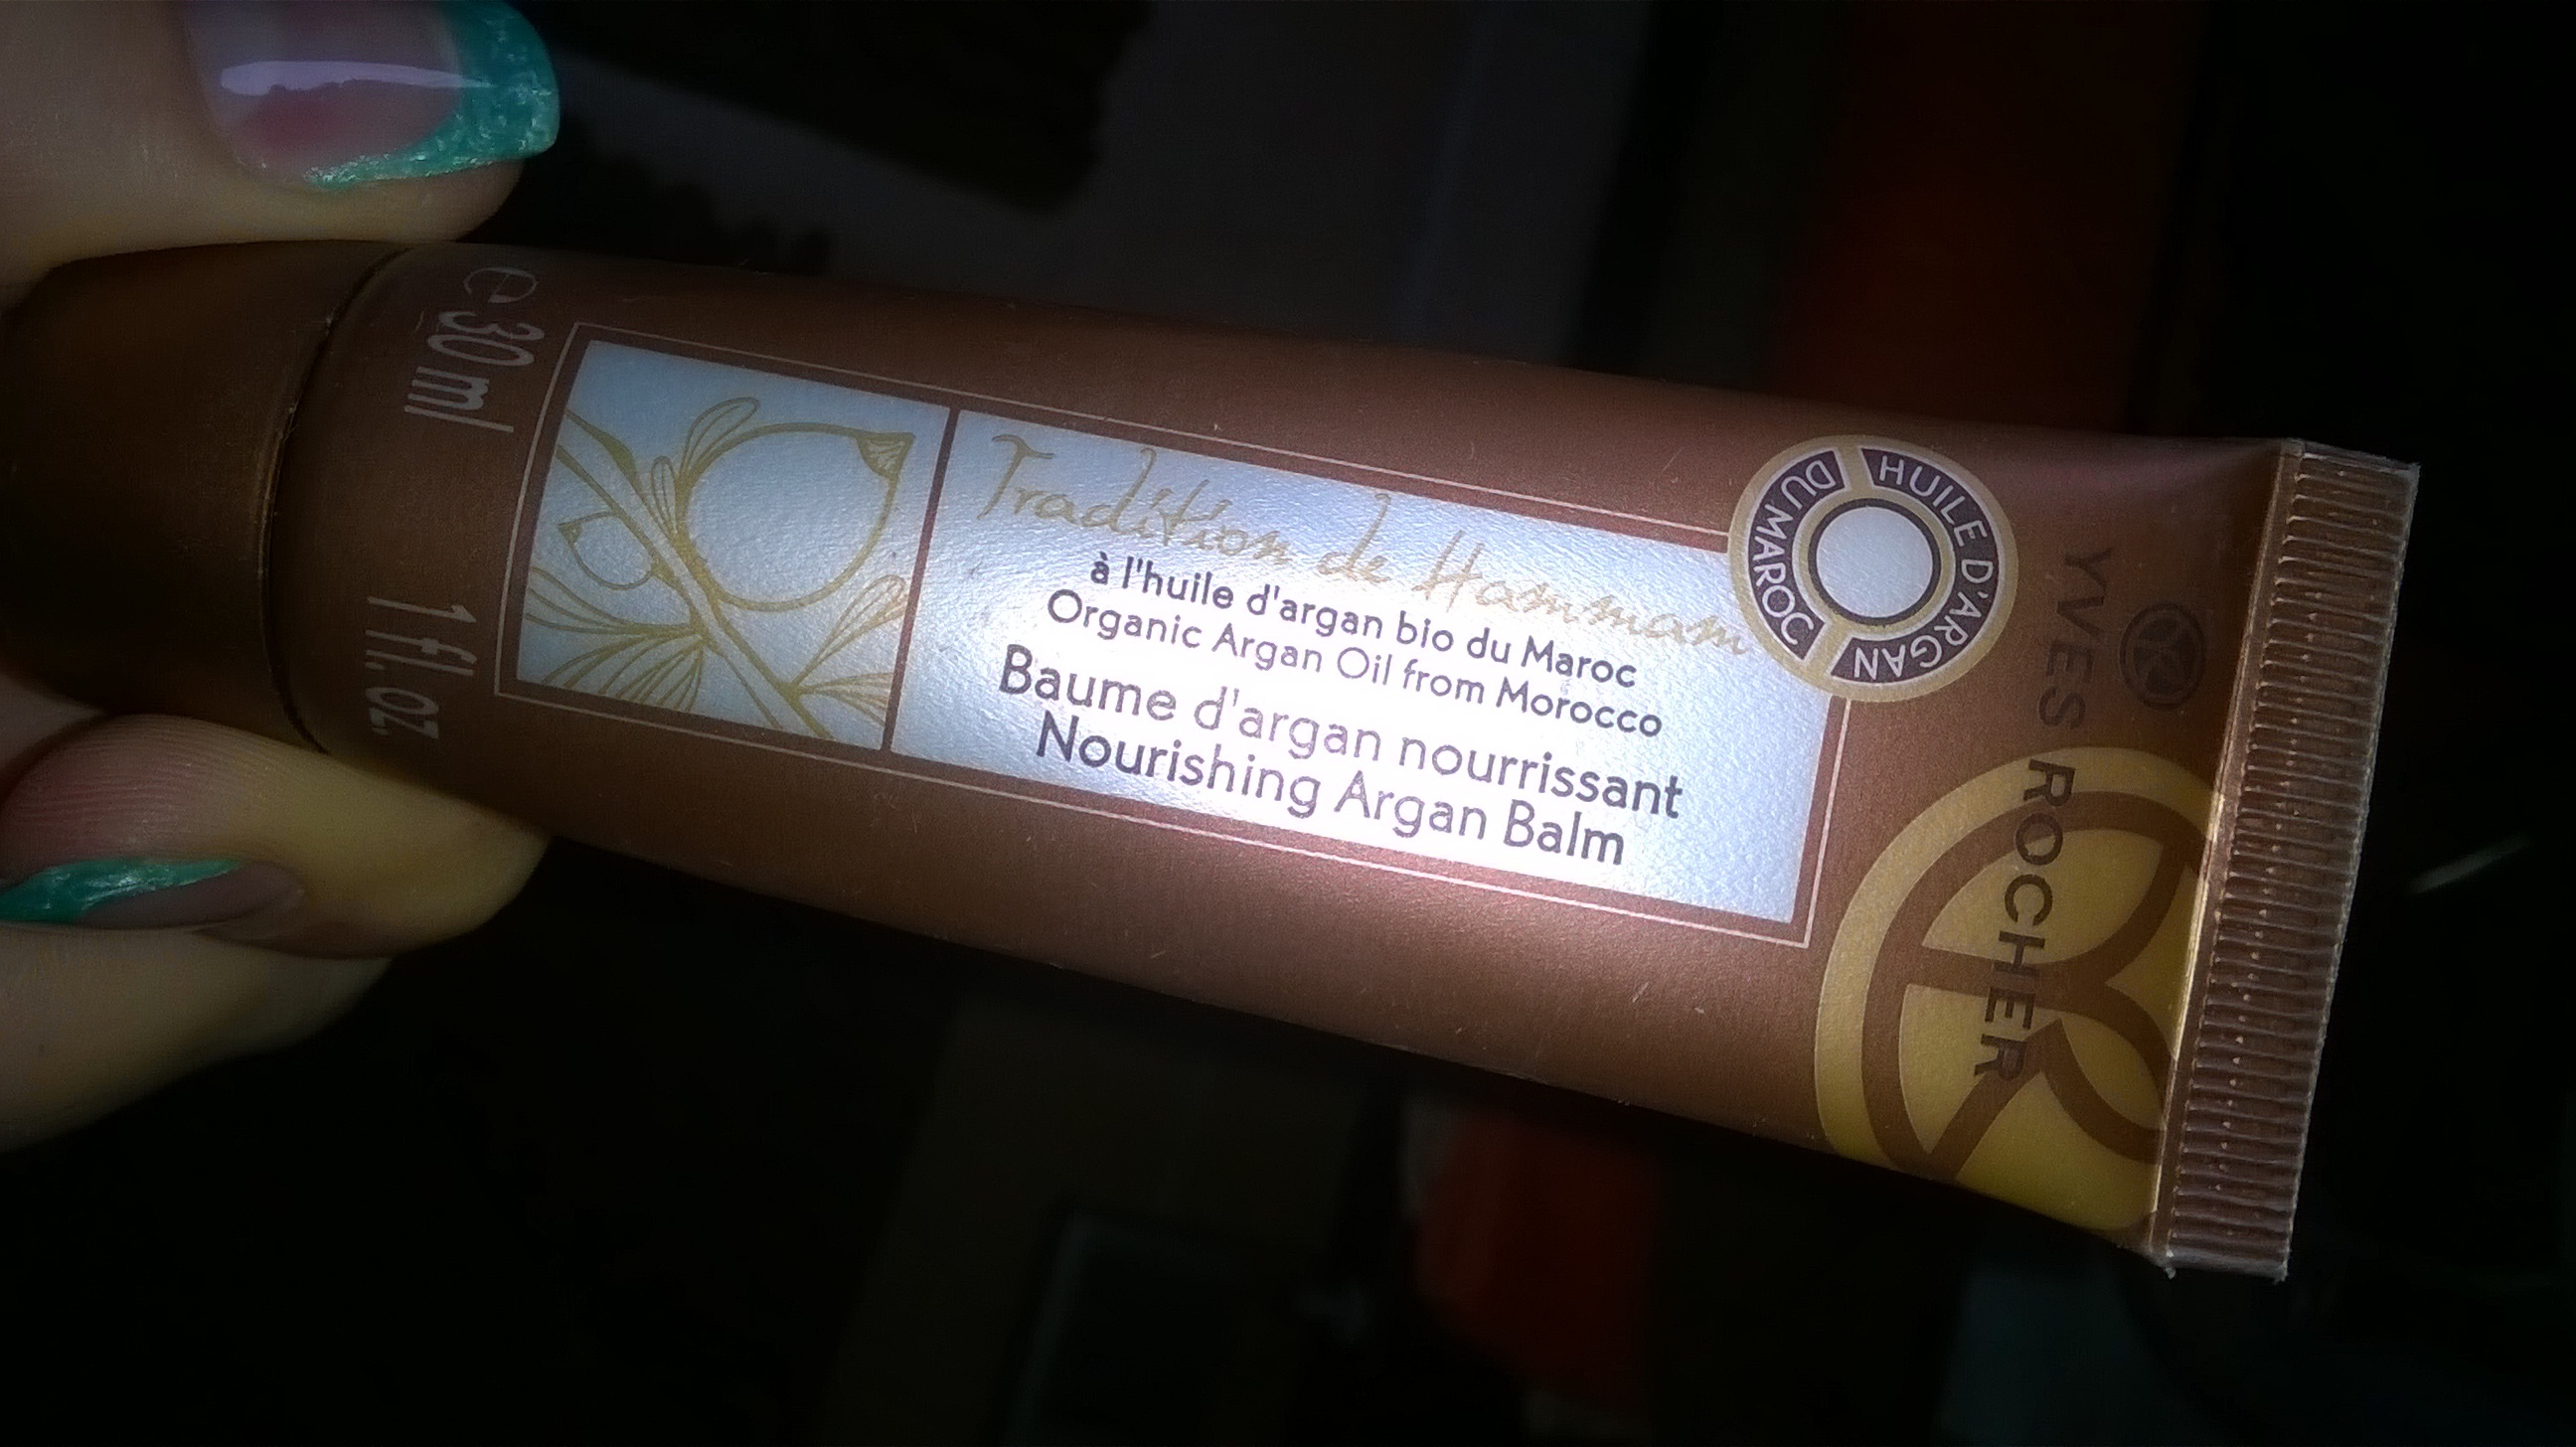 YVES ROCHER
HUILE D'ARGAN
DU MAROC
Tradition de Hammam
à l'huile d'argan bio du Maroc
Organic Argan Oil from Morocco
Baume d'argan nourrissant
Nourishing Argan Balm
e 30 ml
1 fl. oz.